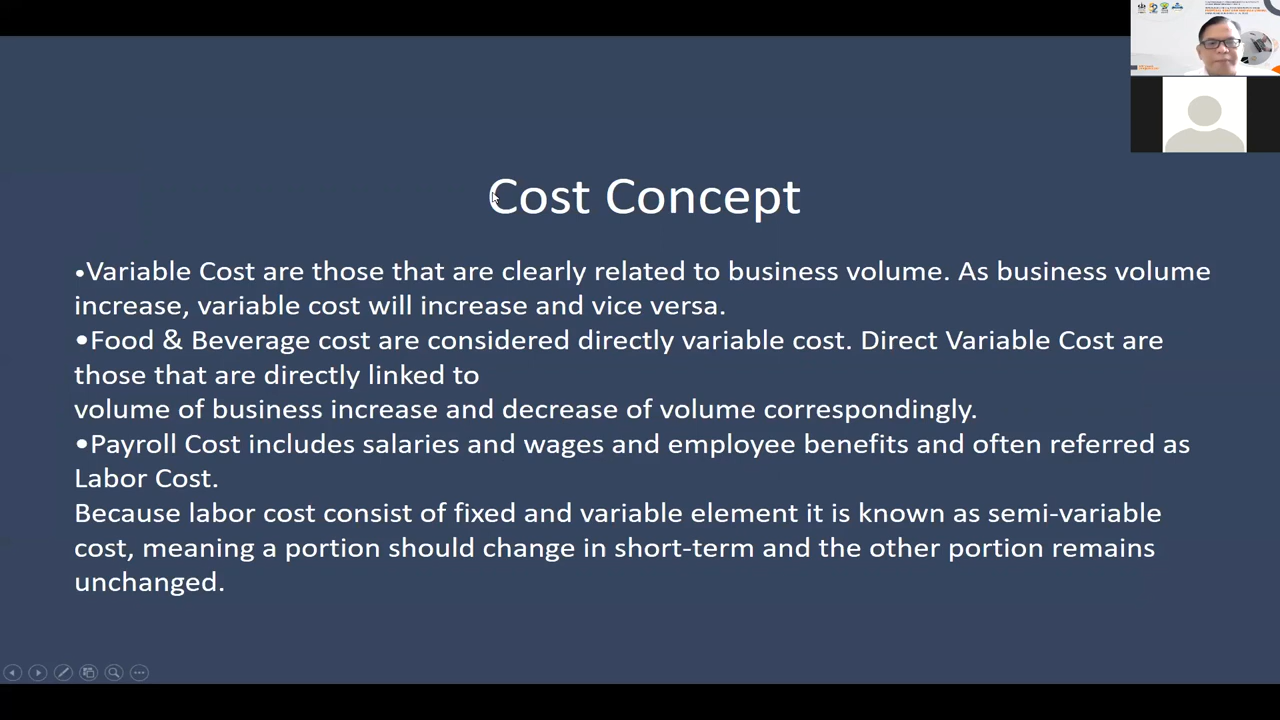 Cost Concept
•Variable Cost are those that are clearly related to business volume. As business volume
increase, variable cost will increase and vice versa.
•Food & Beverage cost are considered directly variable cost. Direct Variable Cost are
those that are directly linked to
volume of business increase and decrease of volume correspondingly.
•Payroll Cost includes salaries and wages and employee benefits and often referred as
Labor Cost.
Because labor cost consist of fixed and variable element it is known as semi-variable
cost, meaning a portion should change in short-term and the other portion remains
unchanged.